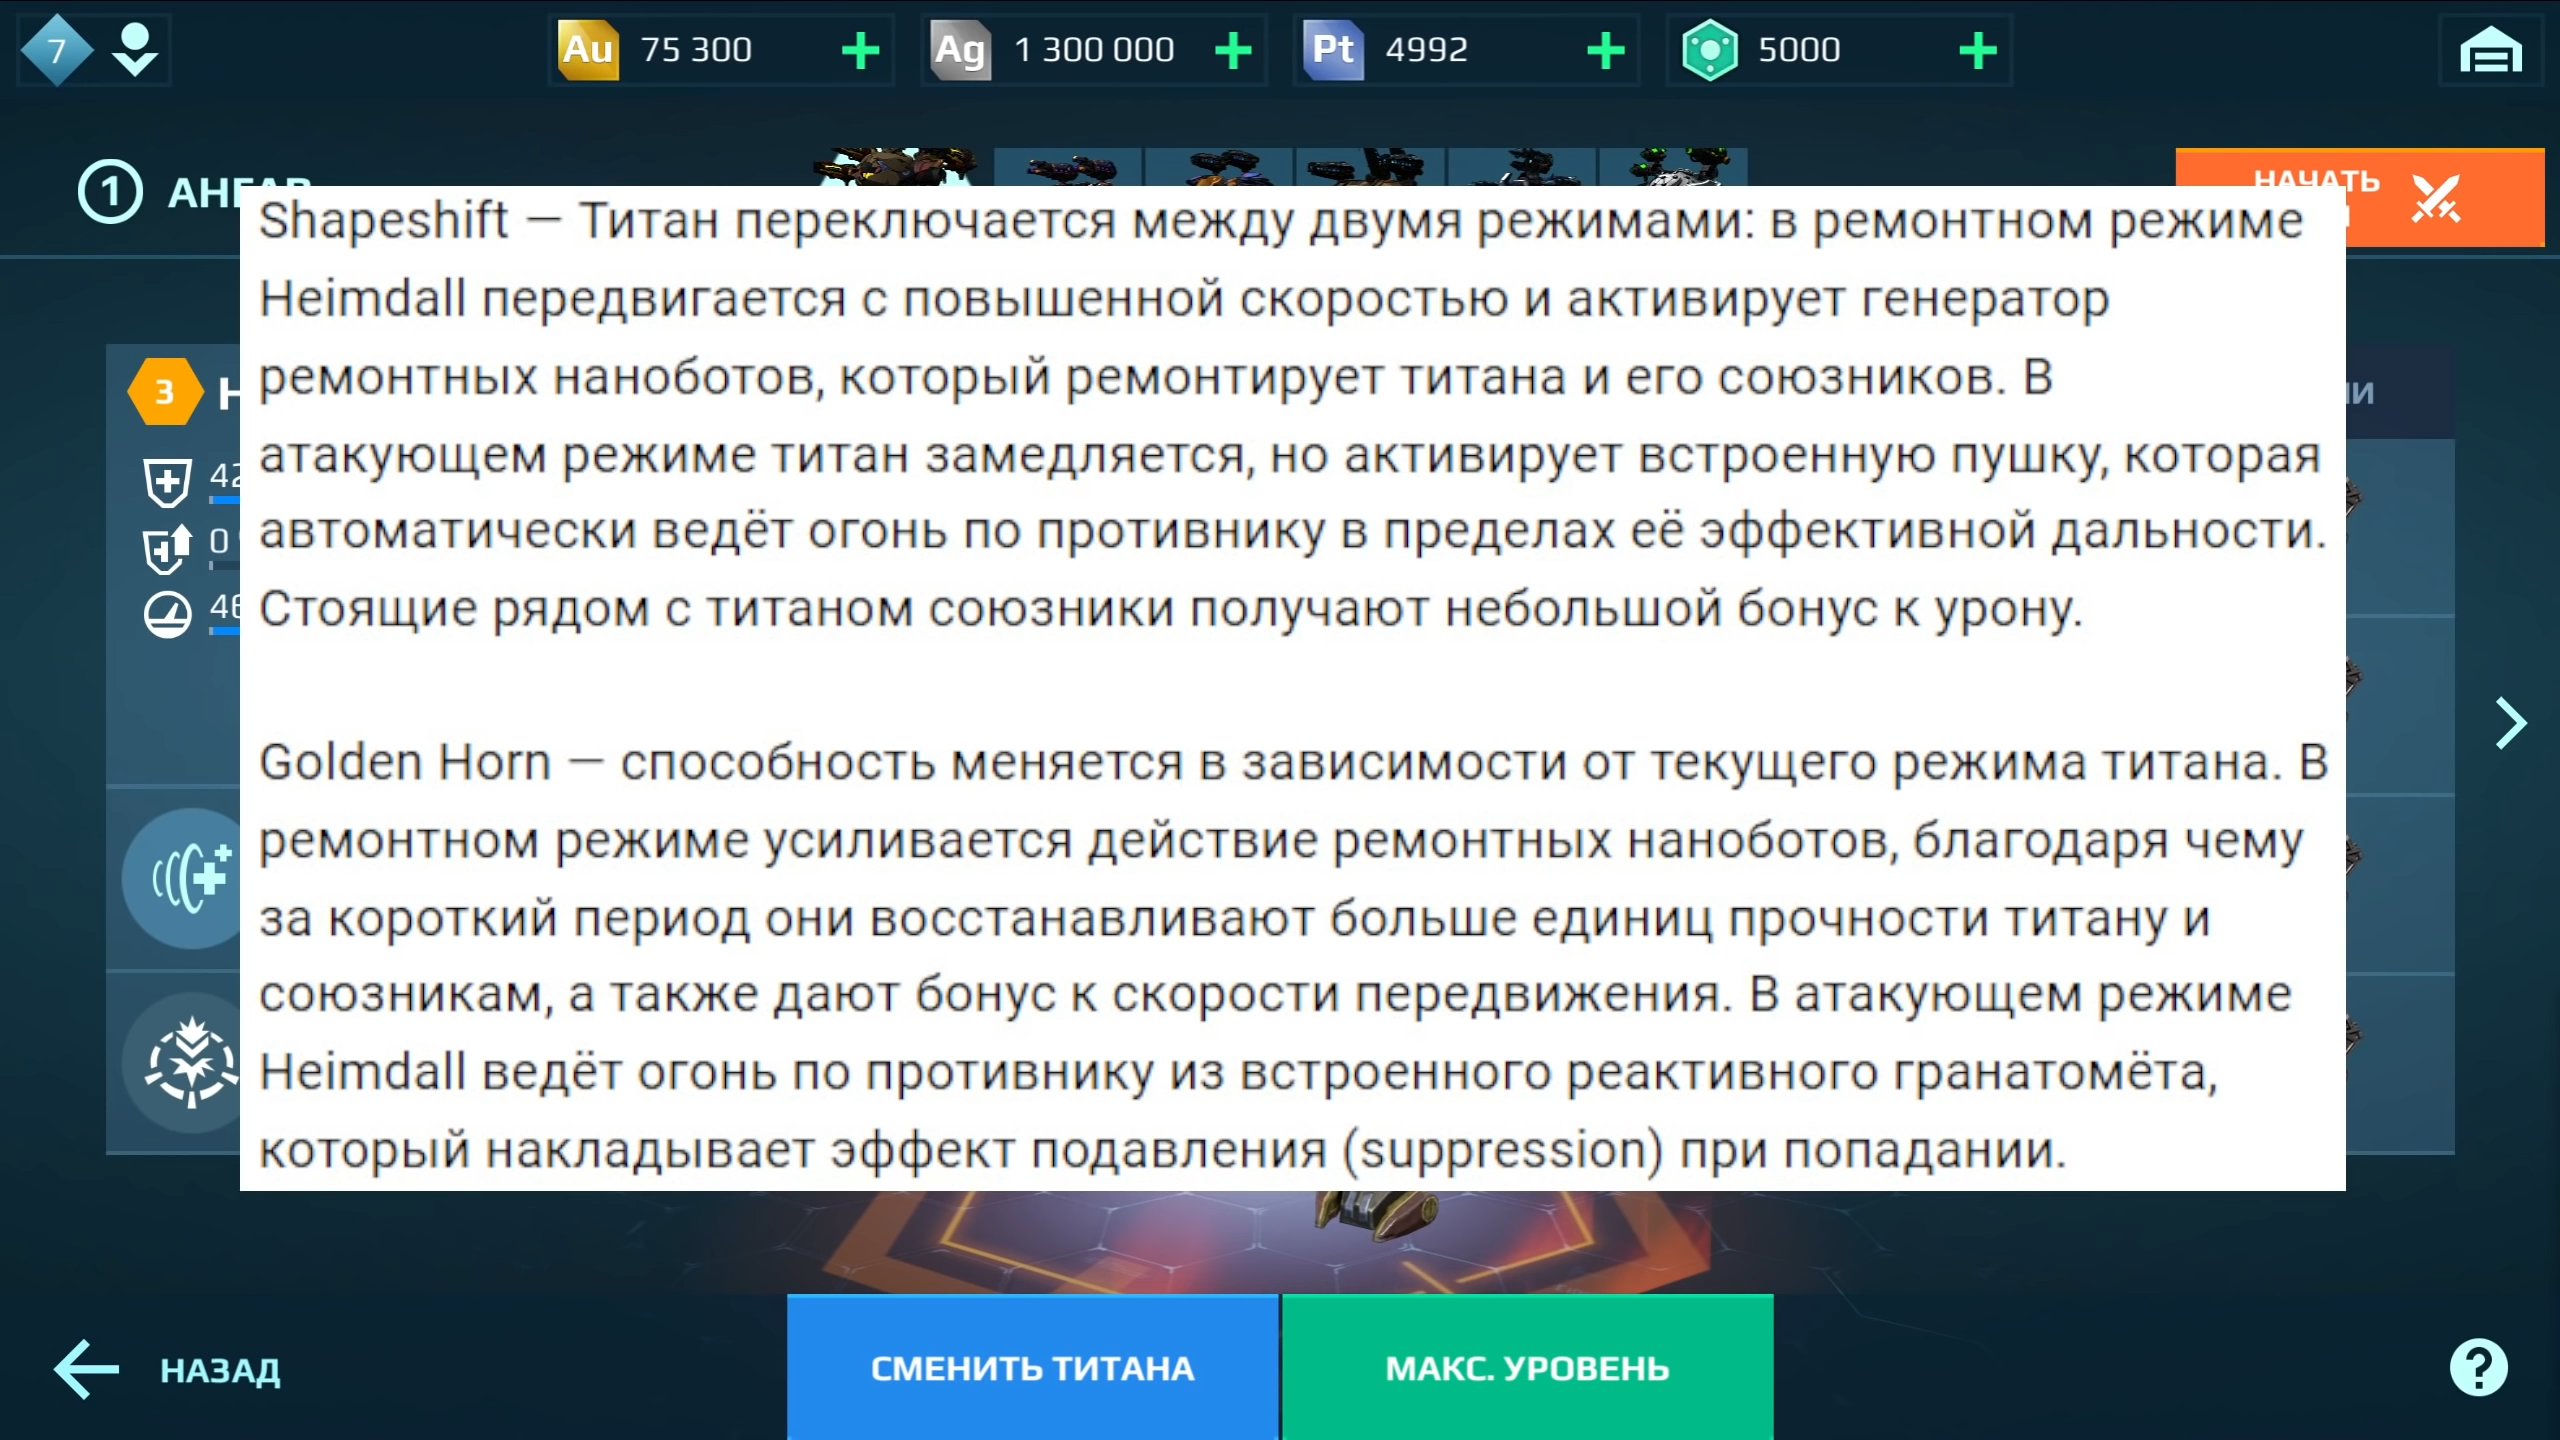 7
Au 75 300
Ag 1 300 000
Pt 4992
5000
1
НАЧАТЬ
Shapeshift — Титан переключается между двумя режимами: в ремонтном режиме
Heimdall передвигается с повышенной скоростью и активирует генератор
ремонтных наноботов, который ремонтирует титана и его союзников. В
атакующем режиме титан замедляется, но активирует встроенную пушку, которая
автоматически ведёт огонь по противнику в пределах её эффективной дальности.
Стоящие рядом с титаном союзники получают небольшой бонус к урону.
3
Golden Horn — способность меняется в зависимости от текущего режима титана. В
ремонтном режиме усиливается действие ремонтных наноботов, благодаря чему
за короткий период они восстанавливают больше единиц прочности титану и
союзникам, а также дают бонус к скорости передвижения. В атакующем режиме
Heimdall ведёт огонь по противнику из встроенного реактивного гранатомёта,
который накладывает эффект подавления (suppression) при попадании.
НАЗАД
СМЕНИТЬ ТИТАНА
МАКС. УРОВЕНЬ
?